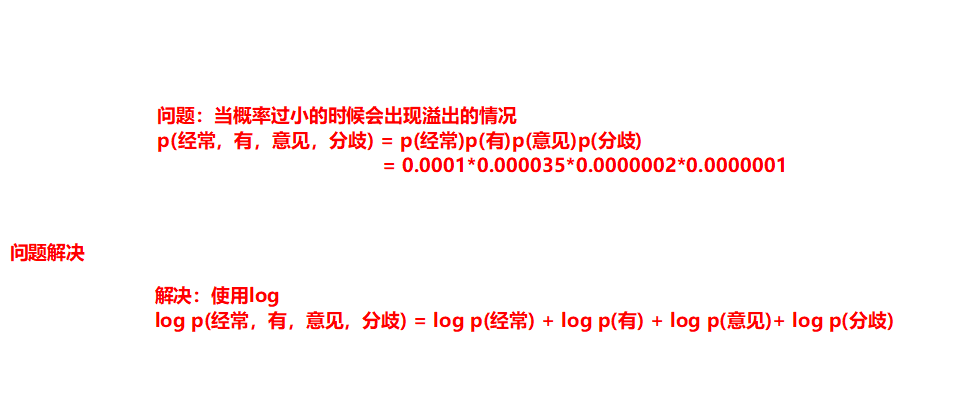 问题：当概率过小的时候会出现溢出的情况
p(经常，有，意见，分歧) = p(经常)p(有)p(意见)p(分歧)
= 0.0001*0.000035*0.0000002*0.0000001
问题解决
解决：使用log
log p(经常，有，意见，分歧) = log p(经常) + log p(有) + log p(意见)+ log p(分歧)